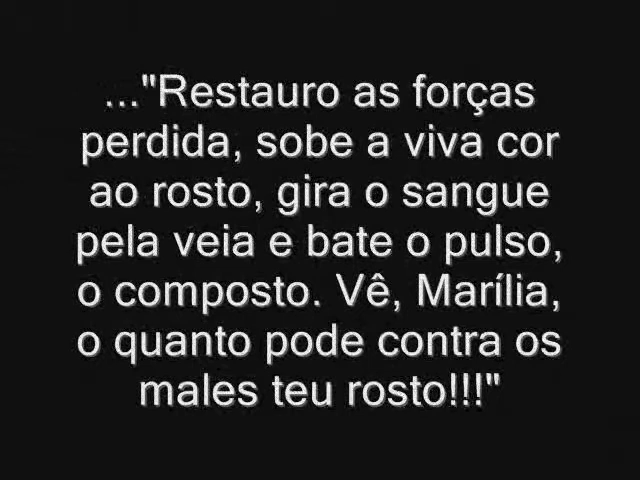 ..."Restauro as forças
perdida, sobe a viva cor
ao rosto, gira o sangue
pela veia e bate o pulso,
o composto. Vê, Marília,
o quanto pode contra os
males teu rosto!!!"